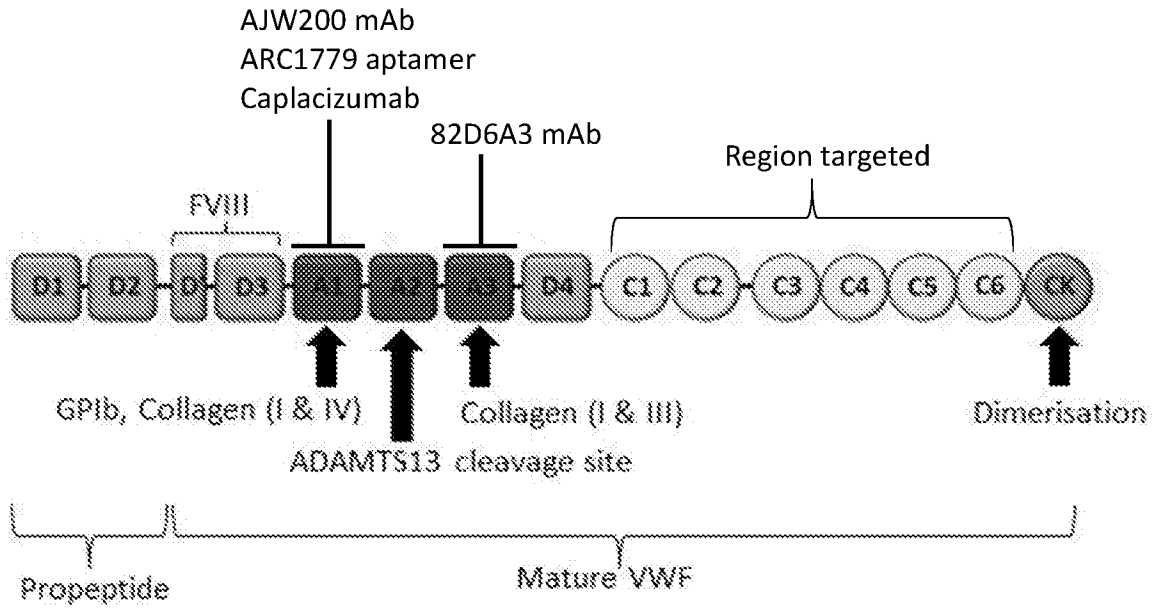 AJW200 mAb
ARC1779 aptamer
Caplacizumab
82D6A3 mAb
Region targeted
FVIII
D1 D2 D' D3 A1 A2 A3 D4 C1 C2 C3 C4 C5 C6 CK
GPIb, Collagen (I & IV)
Collagen (I & III)
Dimerisation
ADAMTS13 cleavage site
Propeptide
Mature VWF